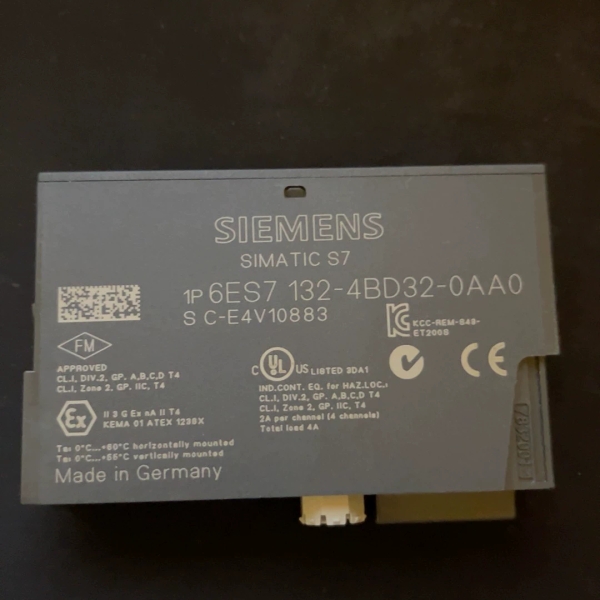 SIEMENS
SIMATIC S7
1P 6ES7 132-4BD32-0AA0
S C-E4V10883
KCC-REM-S49-
ET200S
FM
APPROVED
CL.I, DIV.2, GP. A,B,C,D T4
CL.I, Zone 2, GP. IIC, T4
C UL US LISTED 3DA1
IND.CONT. EQ. for HAZ.LOC.:
CL.I, DIV.2, GP. A,B,C,D T4
CL.I, Zone 2, GP. IIC, T4
2A per channel (4 channels)
Total load 4A
CE
Ex
II 3 G Ex nA II T4
KEMA 01 ATEX 1238X
Ta: 0°C...+60°C horizontally mounted
Ta: 0°C...+55°C vertically mounted
Made in Germany